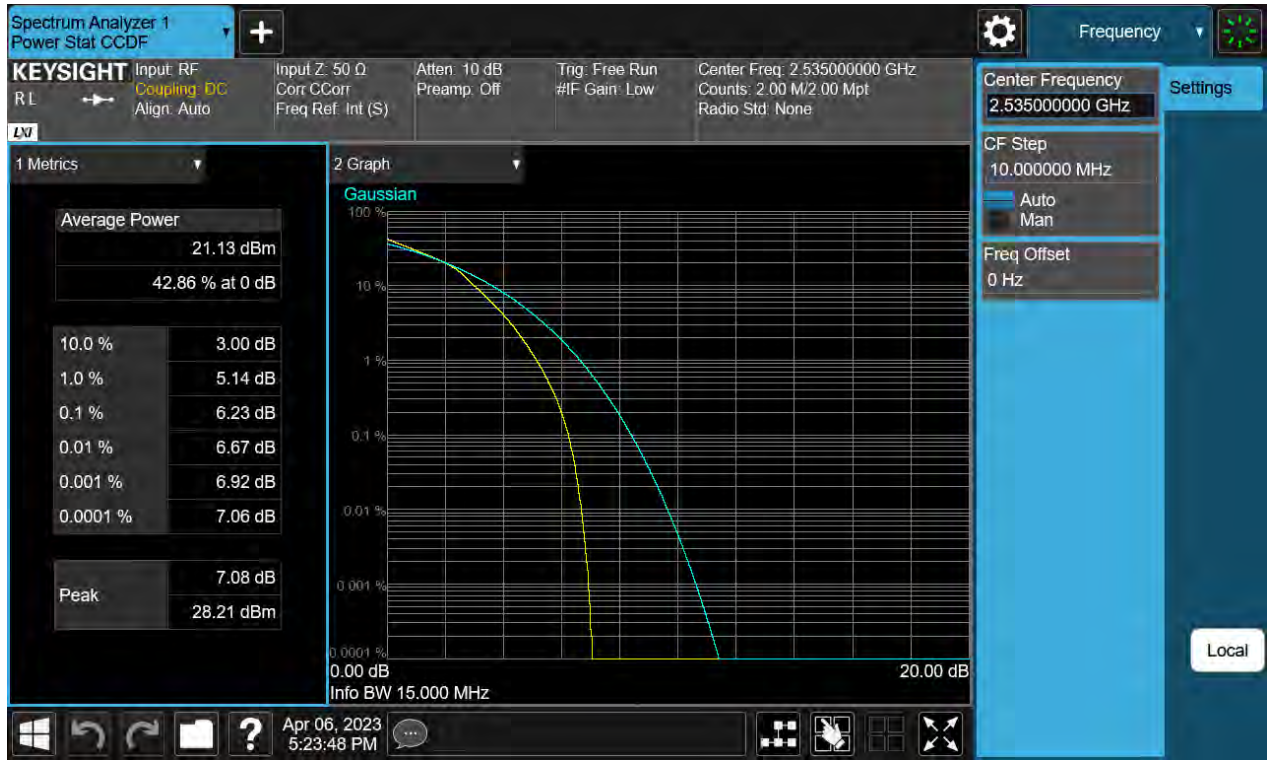 Spectrum Analyzer 1
Power Stat CCDF
+
Frequency
KEYSIGHT
RL
LXI
Input: RF
Coupling: DC
Align: Auto
Input Z: 50 Ω
Corr CCorr
Freq Ref: Int (S)
Atten: 10 dB
Preamp: Off
Trig: Free Run
#IF Gain: Low
Center Freq: 2.535000000 GHz
Counts: 2.00 M/2.00 Mpt
Radio Std: None
Center Frequency
2.535000000 GHz
Settings
CF Step
10.000000 MHz
Auto
Man
Freq Offset
0 Hz
Local
1 Metrics
Average Power
21.13 dBm
42.86 % at 0 dB
10.0 % 3.00 dB
1.0 % 5.14 dB
0.1 % 6.23 dB
0.01 % 6.67 dB
0.001 % 6.92 dB
0.0001 % 7.06 dB
Peak
7.08 dB
28.21 dBm
2 Graph
Gaussian
100 %
10 %
1 %
0.1 %
0.01 %
0.001 %
0.0001 %
0.00 dB 20.00 dB
Info BW 15.000 MHz
?
Apr 06, 2023
5:23:48 PM